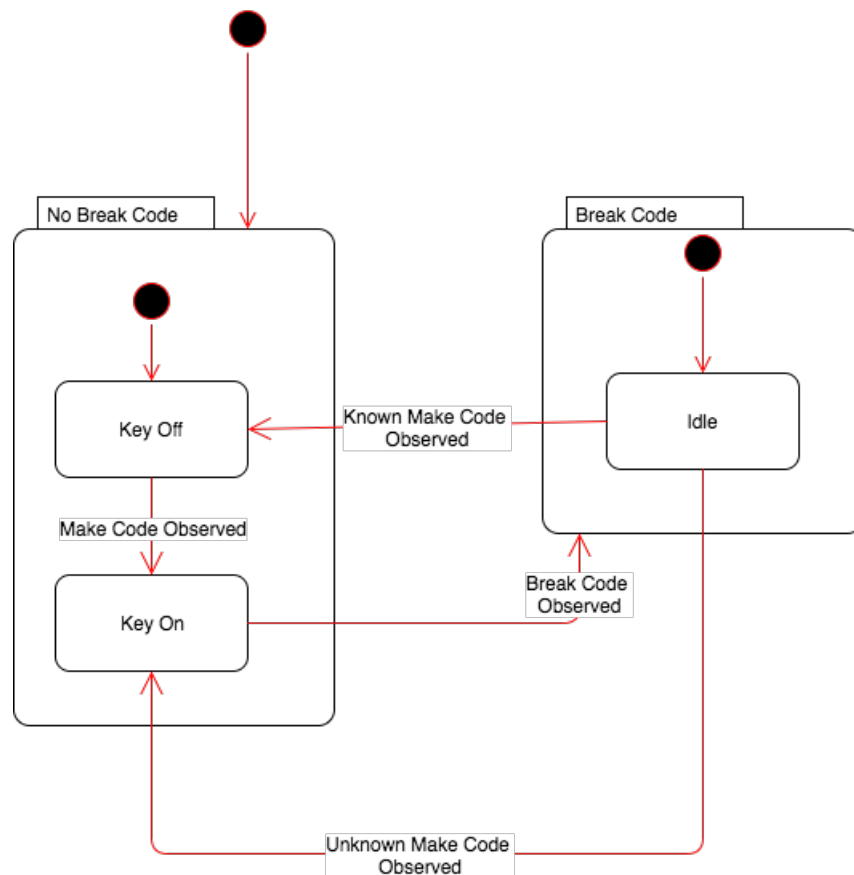 No Break Code
Break Code
Key Off
Known Make Code
Observed
Idle
Make Code Observed
Key On
Break Code
Observed
Unknown Make Code
Observed